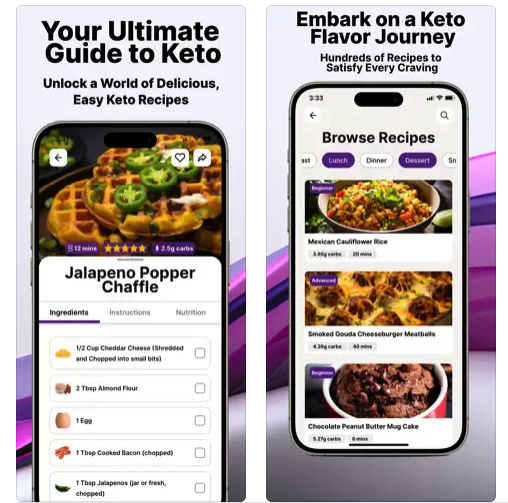 Your Ultimate
Guide to Keto
Unlock a World of Delicious,
Easy Keto Recipes
12 mins
2.5g carbs
Jalapeno Popper
Chaffle
Ingredients Instructions Nutrition
1/2 Cup Cheddar Cheese (Shredded
and Chopped into small bits)
2 Tbsp Almond Flour
1 Egg
1 Tbsp Cooked Bacon (chopped)
1 Tbsp Jalapenos (jar or fresh,
chopped)
Embark on a Keto
Flavor Journey
Hundreds of Recipes to
Satisfy Every Craving
3:33
Browse Recipes
ast Lunch Dinner Dessert Sn
Beginner
Mexican Cauliflower Rice
3.95g carbs 20 mins
Advanced
Smoked Gouda Cheeseburger Meatballs
4.39g carbs 40 mins
Beginner
Chocolate Peanut Butter Mug Cake
5.27g carbs 6 mins